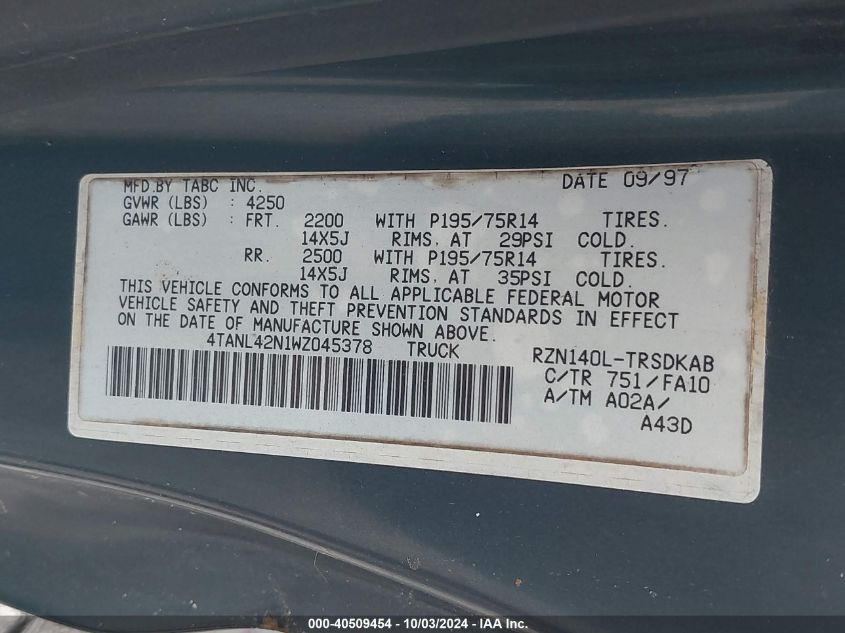 MFD.BY TABC INC. DATE 09/97
GVWR (LBS) : 4250
GAWR (LBS) : FRT. 2200 WITH P195/75R14 TIRES.
14X5J RIMS, AT 29PSI COLD.
RR. 2500 WITH P195/75R14 TIRES.
14X5J RIMS, AT 35PSI COLD.
THIS VEHICLE CONFORMS TO ALL APPLICABLE FEDERAL MOTOR
VEHICLE SAFETY AND THEFT PREVENTION STANDARDS IN EFFECT
ON THE DATE OF MANUFACTURE SHOWN ABOVE.
4TANL42N1WZ045378 TRUCK
RZN140L-TRSDKAB
C/TR 751/FA10
A/TM A02A/
A43D
000-40509454 - 10/03/2024 - IAA Inc.